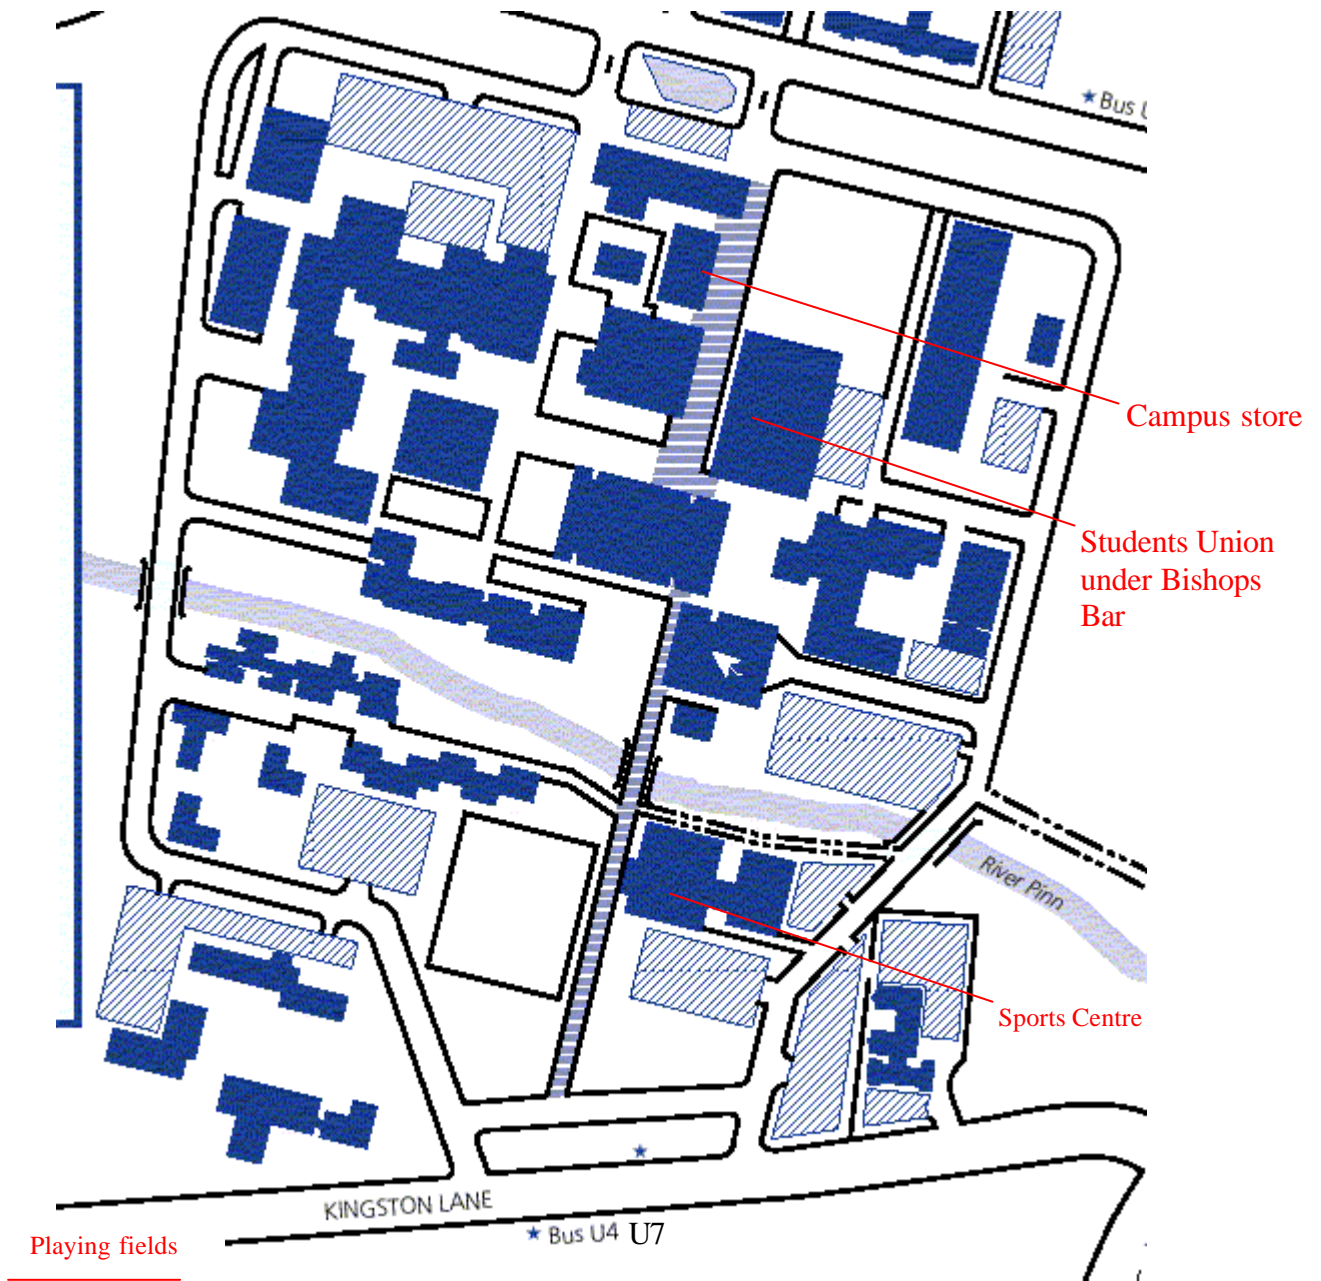 Bus U
Campus store
Students Union
under Bishops
Bar
River Pinn
Sports Centre
KINGSTON LANE
Bus U4 U7
Playing fields